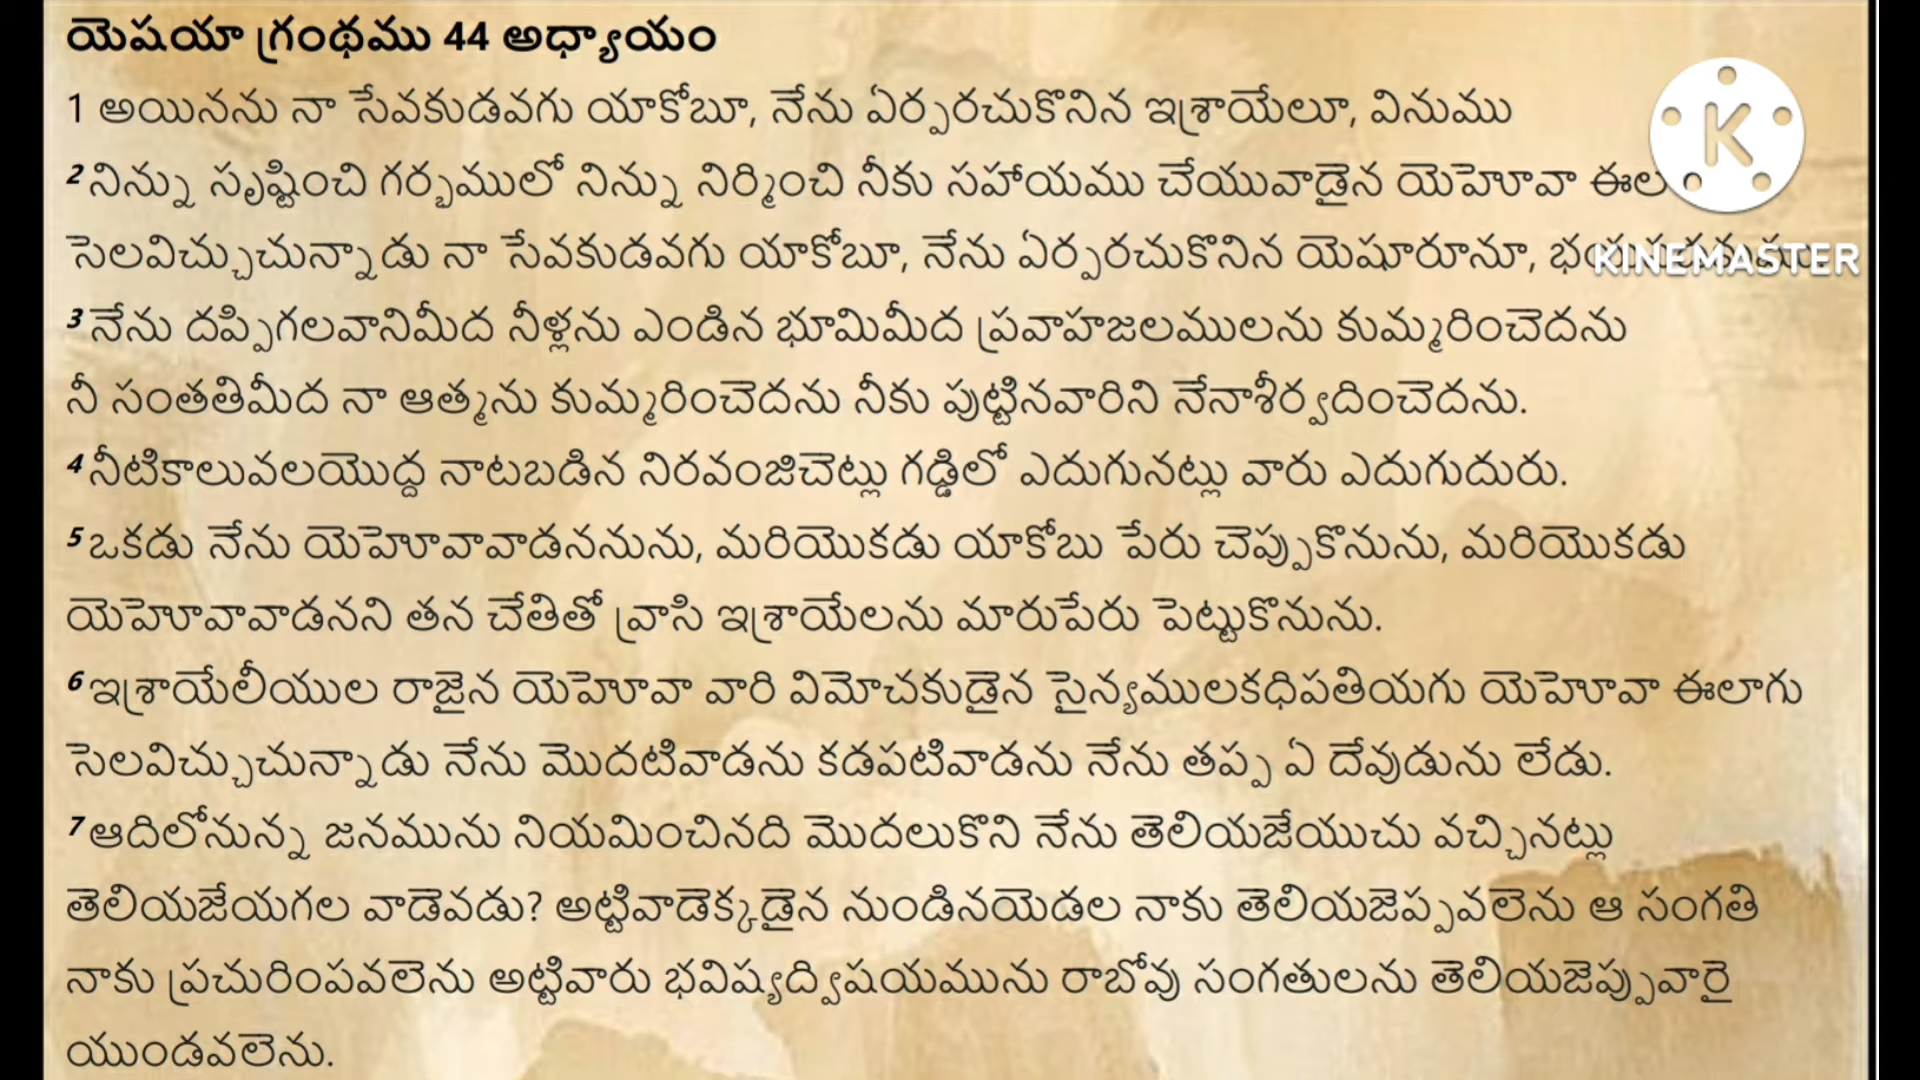 యెషయా గ్రంథము 44 అధ్యాయం
1 అయినను నా సేవకుడవగు యాకోబూ, నేను ఏర్పరచుకొనిన ఇశ్రాయేలూ, వినుము
2 నిన్ను సృష్టించి గర్భములో నిన్ను నిర్మించి నీకు సహాయము చేయువాడైన యెహోవా
సెలవిచ్చుచున్నాడు నా సేవకుడవగు యాకోబూ, నేను ఏర్పరచుకొనిన యెషూరూనూ,
KINEMASTER
3 నేను దప్పిగలవానిమీద నీళ్లను ఎండిన భూమిమీద ప్రవాహజలములను కుమ్మరించెదను
నీ సంతతిమీద నా ఆత్మను కుమ్మరించెదను నీకు పుట్టినవారిని నేనాశీర్వదించెదను.
4 నీటికాలువలయొద్ద నాటబడిన నిరవంజిచెట్లు గడ్డిలో ఎదుగునట్లు వారు ఎదుగుదురు.
5 ఒకడు నేను యెహోవావాడననును, మరియొకడు యాకోబు పేరు చెప్పుకొనును, మరియొకడు
యెహోవావాడనని తన చేతితో వ్రాసి ఇశ్రాయేలను మారుపేరు పెట్టుకొనును.
6 ఇశ్రాయేలీయుల రాజైన యెహోవా వారి విమోచకుడైన సైన్యములకధిపతియగు యెహోవా ఈలాగు
సెలవిచ్చుచున్నాడు నేను మొదటివాడను కడపటివాడను నేను తప్ప ఏ దేవుడును లేడు.
7 ఆదిలోనున్న జనమును నియమించినది మొదలుకొని నేను తెలియజేయుచు వచ్చినట్లు
తెలియజేయగల వాడెవడు? అట్టివాడెక్కడైన నుండినయెడల నాకు తెలియజెప్పవలెను ఆ సంగతి
నాకు ప్రచురింపవలెను అట్టివారు భవిష్యద్విషయమును రాబోవు సంగతులను తెలియజెప్పువారై
యుండవలెను.